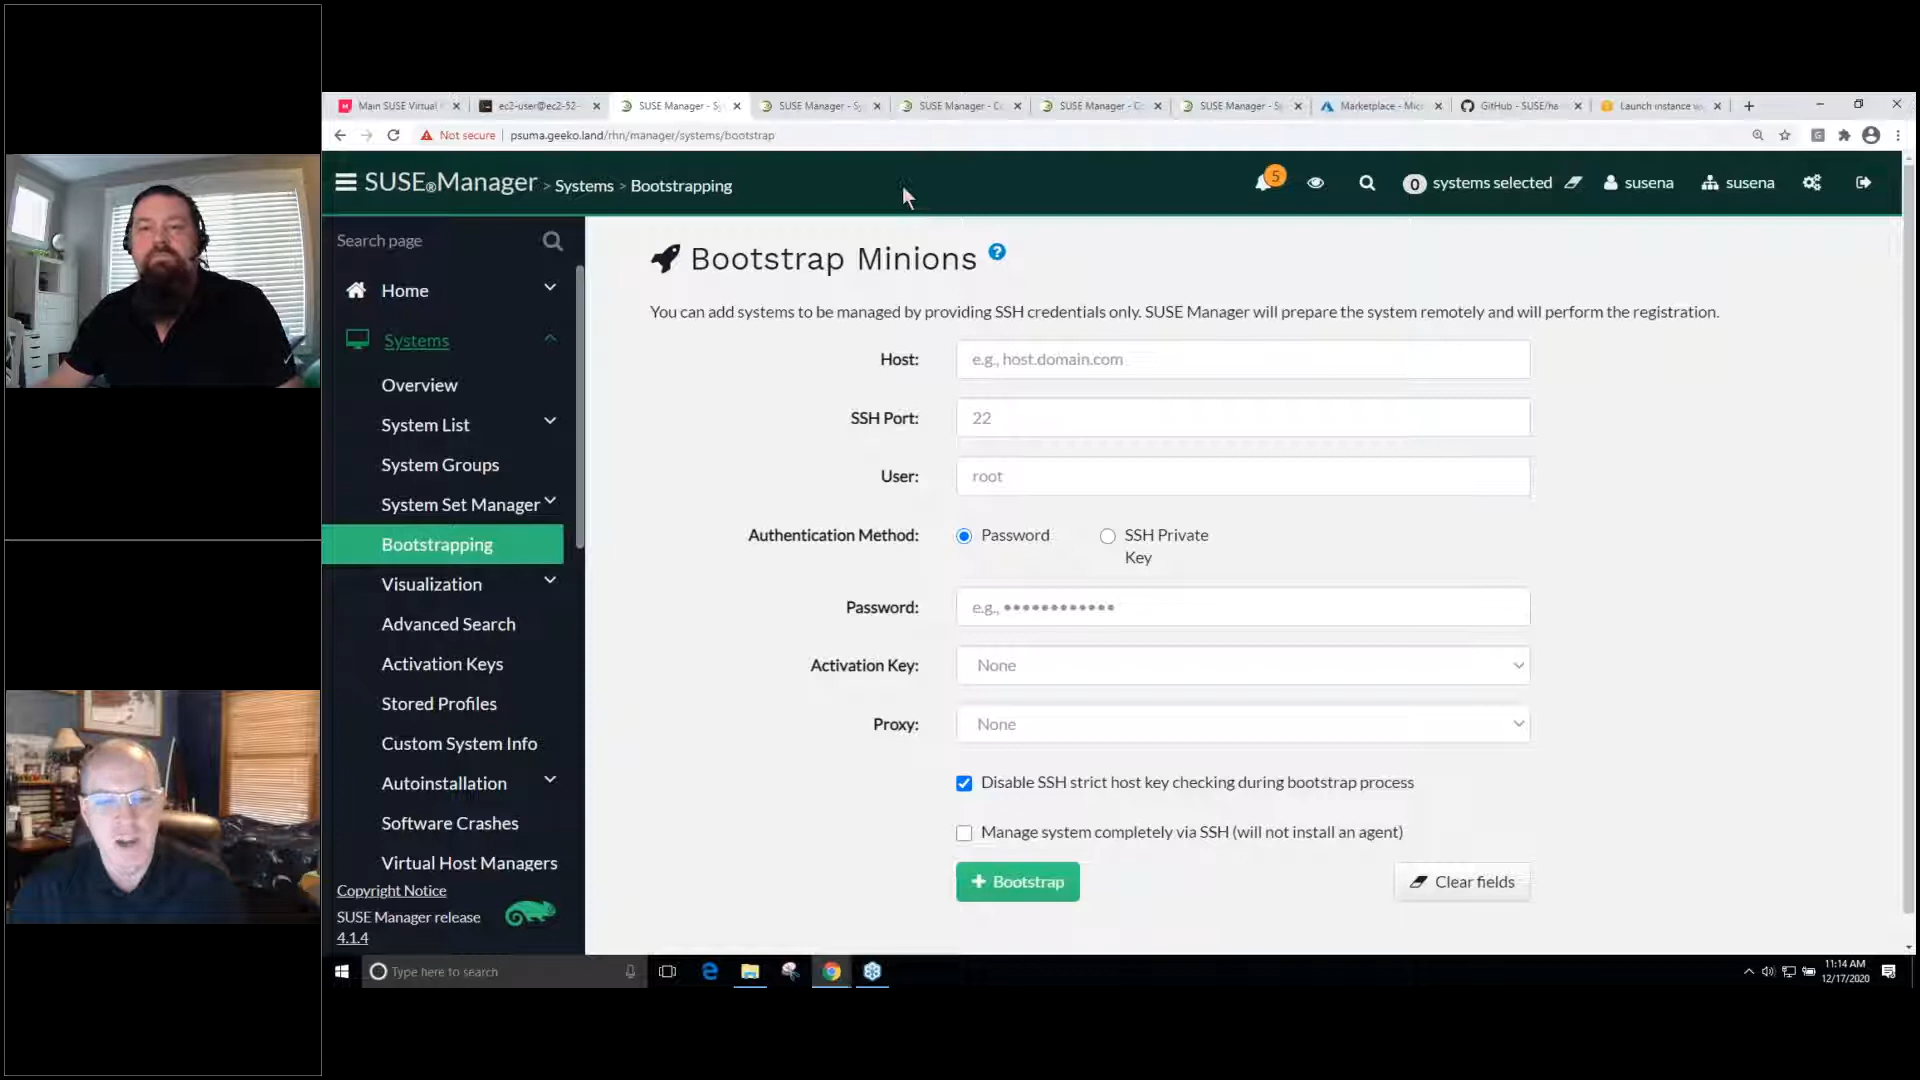 Main SUSE Virtual
ec2-user@ec2-52-
SUSE Manager - Sy
SUSE Manager - Sy
SUSE Manager - Co
SUSE Manager - C
SUSE Manager - Sy
Marketplace - Micr
GitHub - SUSE/ha
Launch instance w
Not secure
psuma.geeko.land/rhn/manager/systems/bootstrap
SUSE®Manager > Systems > Bootstrapping
5
0 systems selected
susena
susena
Search page
Home
Systems
Overview
System List
System Groups
System Set Manager
Bootstrapping
Visualization
Advanced Search
Activation Keys
Stored Profiles
Custom System Info
Autoinstallation
Software Crashes
Virtual Host Managers
Copyright Notice
SUSE Manager release
4.1.4
Bootstrap Minions ?
You can add systems to be managed by providing SSH credentials only. SUSE Manager will prepare the system remotely and will perform the registration.
Host: e.g., host.domain.com
SSH Port: 22
User: root
Authentication Method: Password SSH Private
Key
Password: e.g., ••••••••••••
Activation Key: None
Proxy: None
Disable SSH strict host key checking during bootstrap process
Manage system completely via SSH (will not install an agent)
+ Bootstrap
Clear fields
Type here to search
11:14 AM
12/17/2020